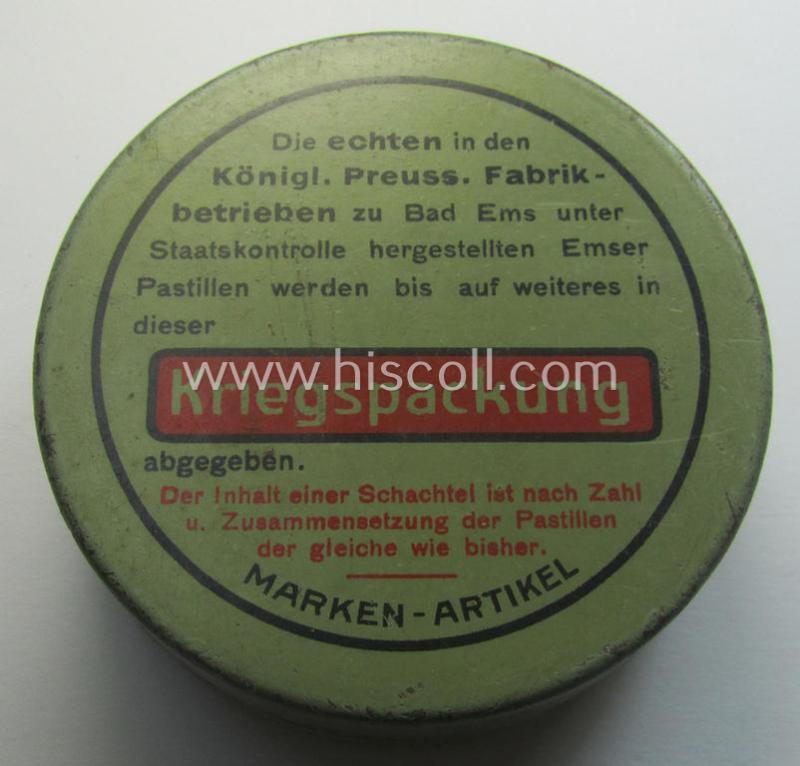 Die echten in den
Königl. Preuss. Fabrik-
betrieben zu Bad Ems unter
Staatskontrolle hergestellten Emser
Pastillen werden bis auf weiteres in
dieser
Kriegspackung
www.hiscoll.com
abgegeben.
Der Inhalt einer Schachtel ist nach Zahl
u. Zusammensetzung der Pastillen
der gleiche wie bisher.
MARKEN-ARTIKEL